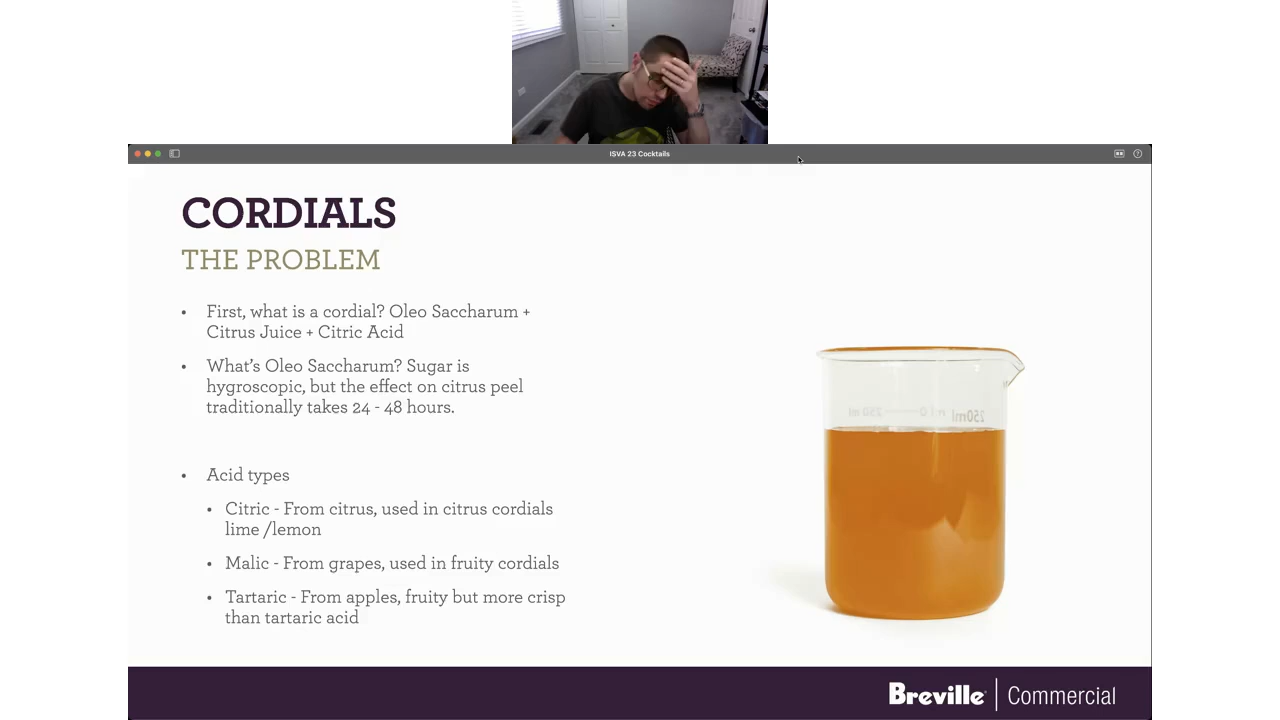 ISVA 23 Cocktails
CORDIALS
THE PROBLEM
• First, what is a cordial? Oleo Saccharum +
Citrus Juice + Citric Acid
• What's Oleo Saccharum? Sugar is
hygroscopic, but the effect on citrus peel
traditionally takes 24 - 48 hours.
• Acid types
• Citric - From citrus, used in citrus cordials
lime /lemon
• Malic - From grapes, used in fruity cordials
• Tartaric - From apples, fruity but more crisp
than tartaric acid
250 ml
250ml
Breville | Commercial